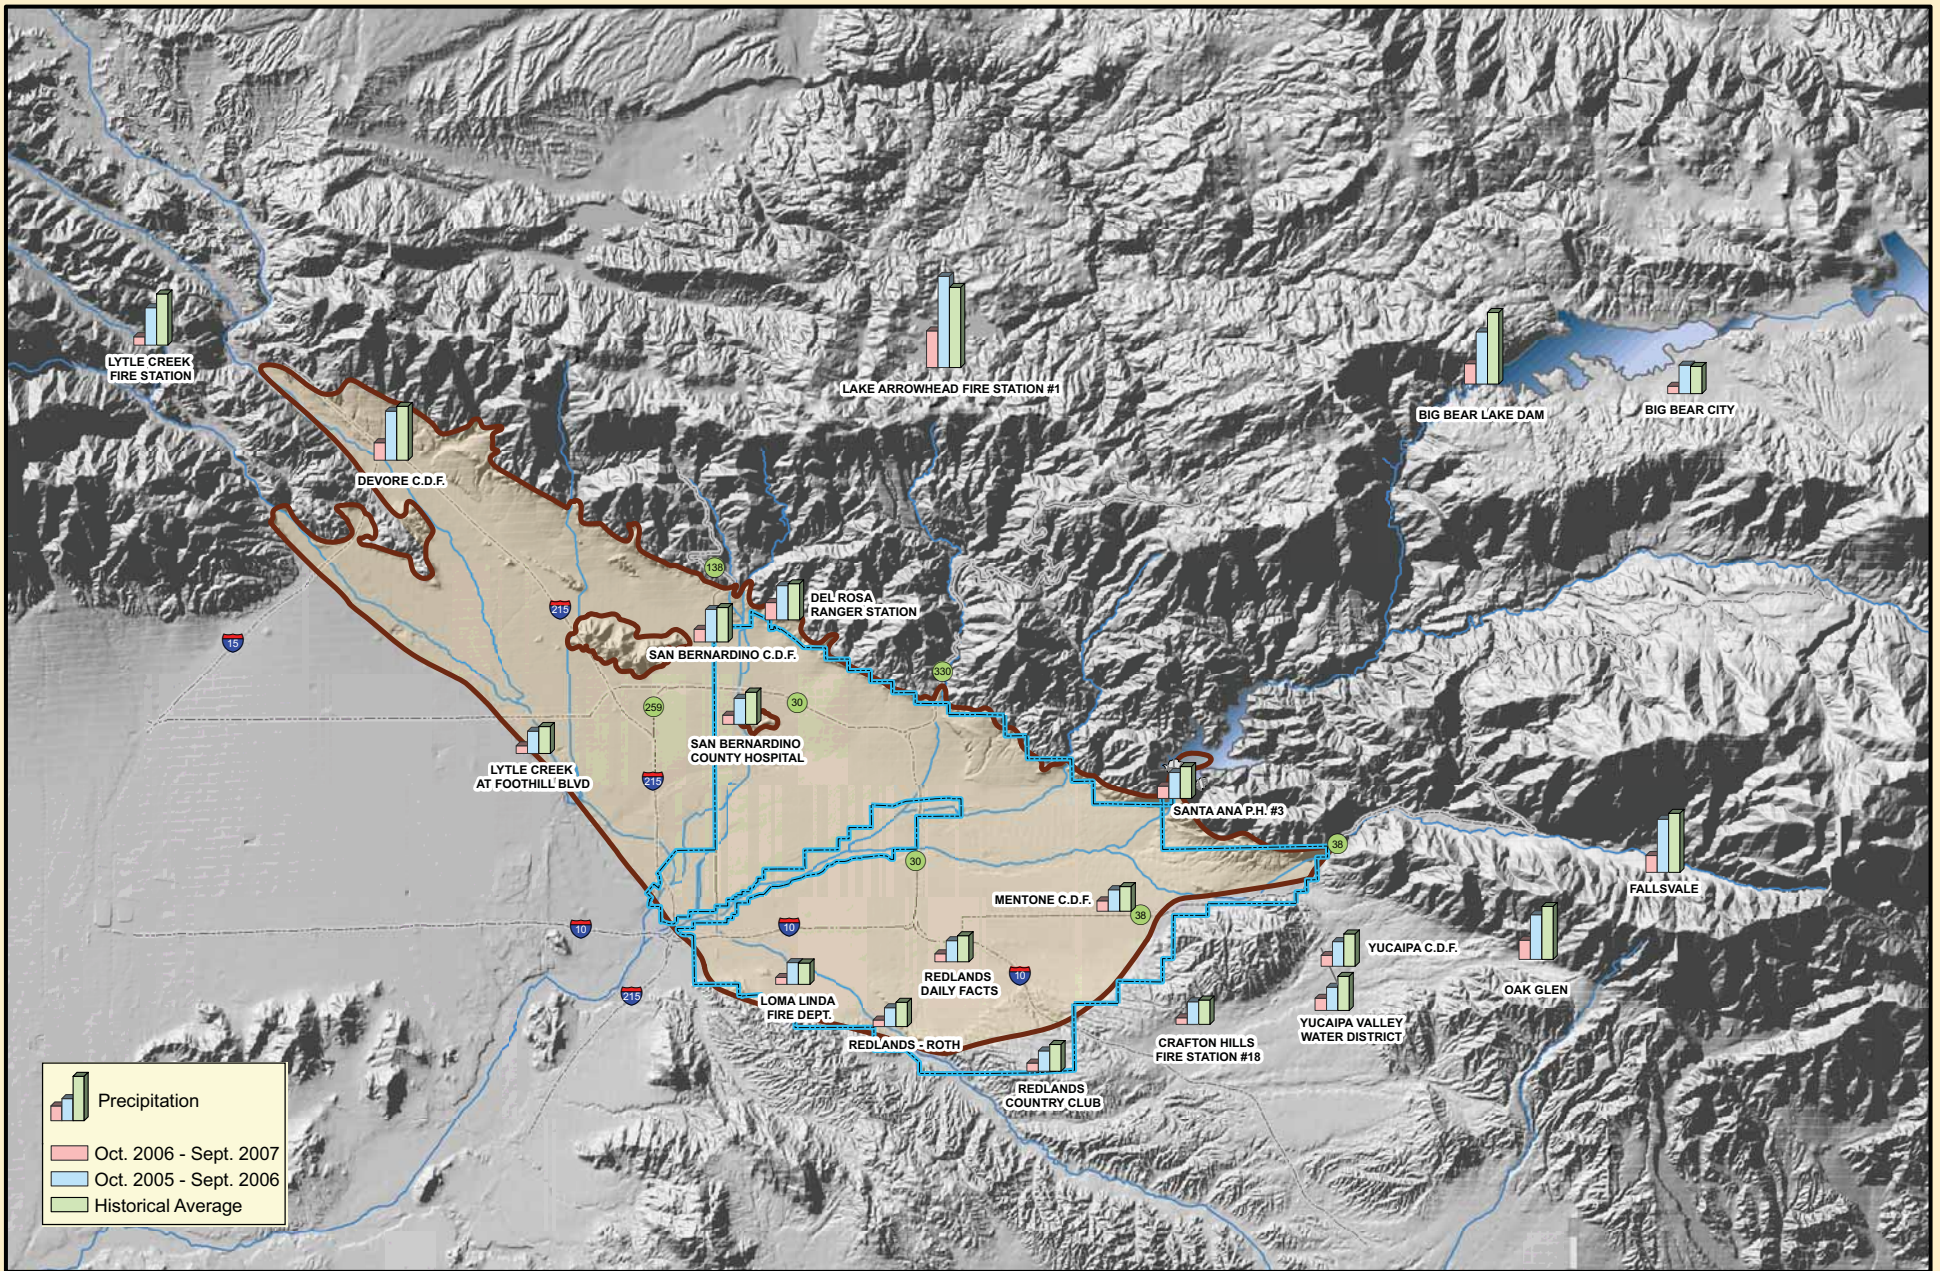 LYTLE CREEK
FIRE STATION
LAKE ARROWHEAD FIRE STATION #1
BIG BEAR LAKE DAM
BIG BEAR CITY
DEVORE C.D.F.
138
215
DEL ROSA
RANGER STATION
15
SAN BERNARDINO C.D.F.
330
259
30
SAN BERNARDINO
COUNTY HOSPITAL
LYTLE CREEK
AT FOOTHILL BLVD
215
SANTA ANA P.H. #3
38
30
FALLSVALE
MENTONE C.D.F.
38
10
10
YUCAIPA C.D.F.
REDLANDS
DAILY FACTS
10
OAK GLEN
215
LOMA LINDA
FIRE DEPT.
YUCAIPA VALLEY
WATER DISTRICT
REDLANDS - ROTH
CRAFTON HILLS
FIRE STATION #18
REDLANDS
COUNTRY CLUB
Precipitation
Oct. 2006 - Sept. 2007
Oct. 2005 - Sept. 2006
Historical Average